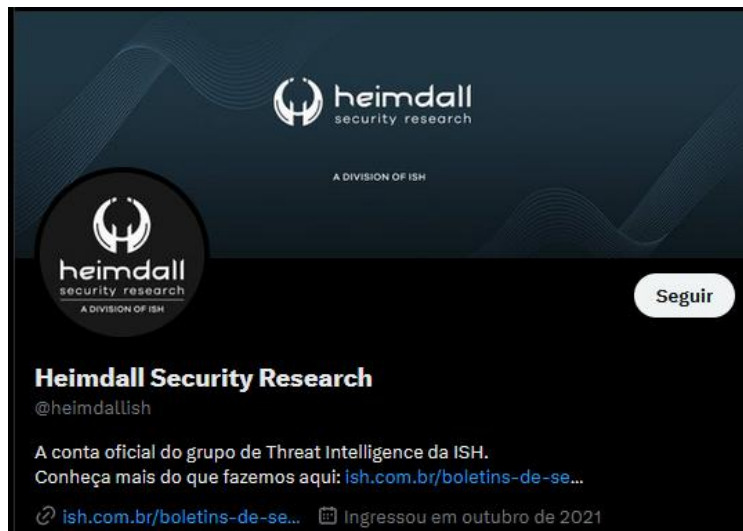 heimdall
security research
A DIVISION OF ISH
heimdall
security research
A DIVISION OF ISH
Seguir
Heimdall Security Research
@heimdallish
A conta oficial do grupo de Threat Intelligence da ISH.
Conheça mais do que fazemos aqui: ish.com.br/boletins-de-se...
ish.com.br/boletins-de-se... Ingressou em outubro de 2021